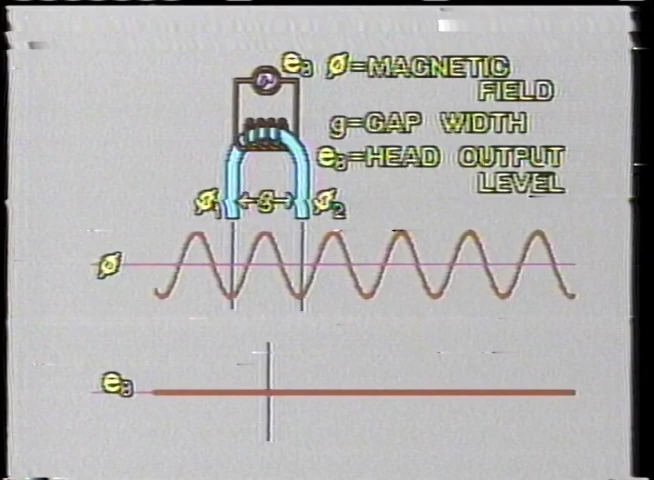 e₃ ø=MAGNETIC
FIELD
g=GAP WIDTH
e₃=HEAD OUTPUT
LEVEL
ø₁ ←g→ ø₂
ø
e₃